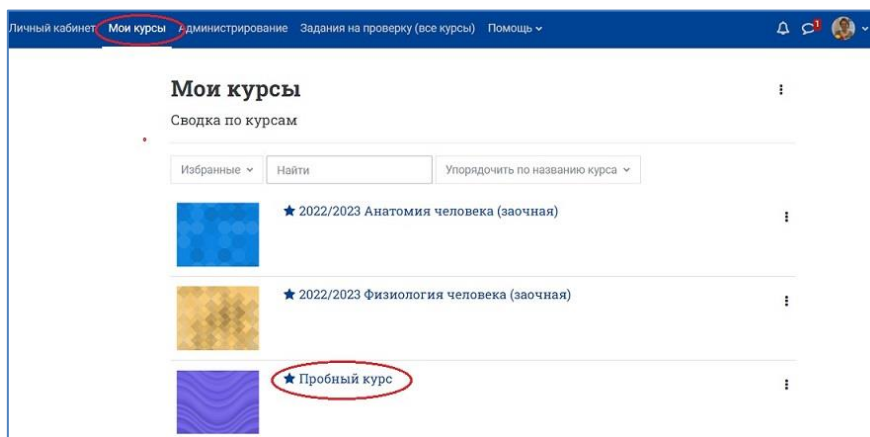 Личный кабинет Мои курсы Администрирование Задания на проверку (все курсы) Помощь 1
Мои курсы
Сводка по курсам
Избранные Найти Упорядочить по названию курса
2022/2023 Анатомия человека (заочная)
2022/2023 Физиология человека (заочная)
Пробный курс